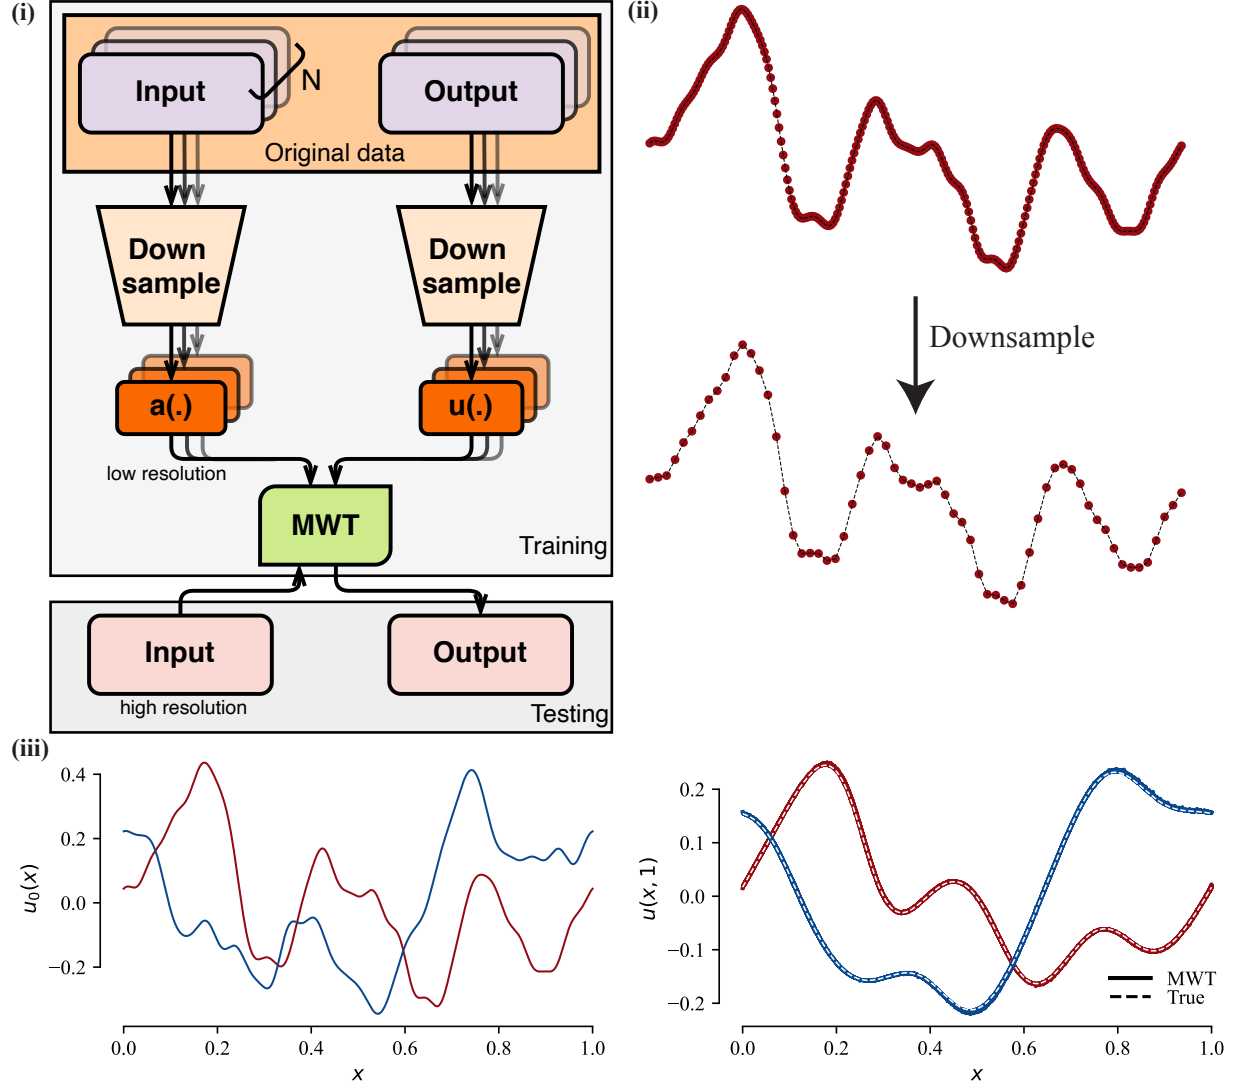 (i)
Input
N
Output
Original data
Down
sample
Down
sample
a(.)
u(.)
low resolution
MWT
Training
Input
Output
high resolution
Testing
(ii)
Downsample
(iii)
0.4
0.2
0.0
−0.2
u₀(x)
0.0
0.2
0.4
0.6
0.8
1.0
x
0.2
0.1
0.0
−0.1
−0.2
u(x, 1)
MWT
True
0.0
0.2
0.4
0.6
0.8
1.0
x